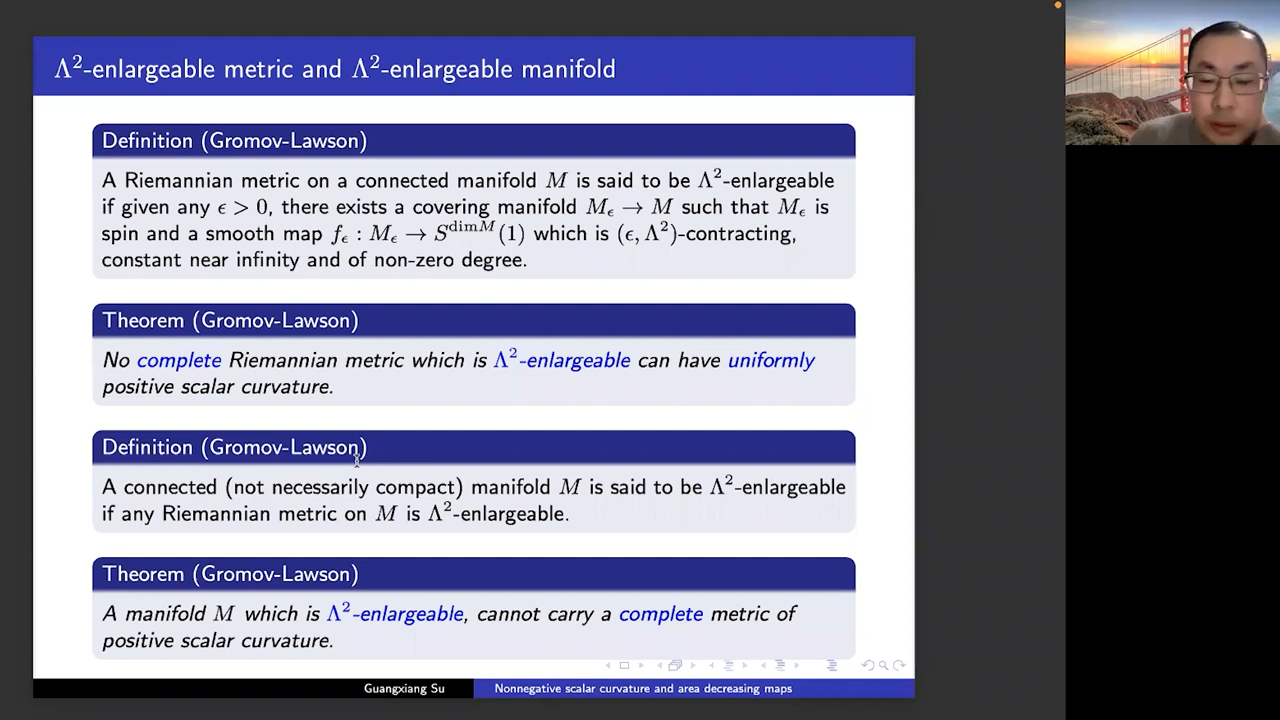 Λ²-enlargeable metric and Λ²-enlargeable manifold
Definition (Gromov-Lawson)
A Riemannian metric on a connected manifold M is said to be Λ²-enlargeable
if given any ϵ > 0, there exists a covering manifold M_ϵ → M such that M_ϵ is
spin and a smooth map f_ϵ : M_ϵ → S^{dimM}(1) which is (ϵ, Λ²)-contracting,
constant near infinity and of non-zero degree.
Theorem (Gromov-Lawson)
No complete Riemannian metric which is Λ²-enlargeable can have uniformly
positive scalar curvature.
Definition (Gromov-Lawson)
A connected (not necessarily compact) manifold M is said to be Λ²-enlargeable
if any Riemannian metric on M is Λ²-enlargeable.
Theorem (Gromov-Lawson)
A manifold M which is Λ²-enlargeable, cannot carry a complete metric of
positive scalar curvature.
Guangxiang Su
Nonnegative scalar curvature and area decreasing maps